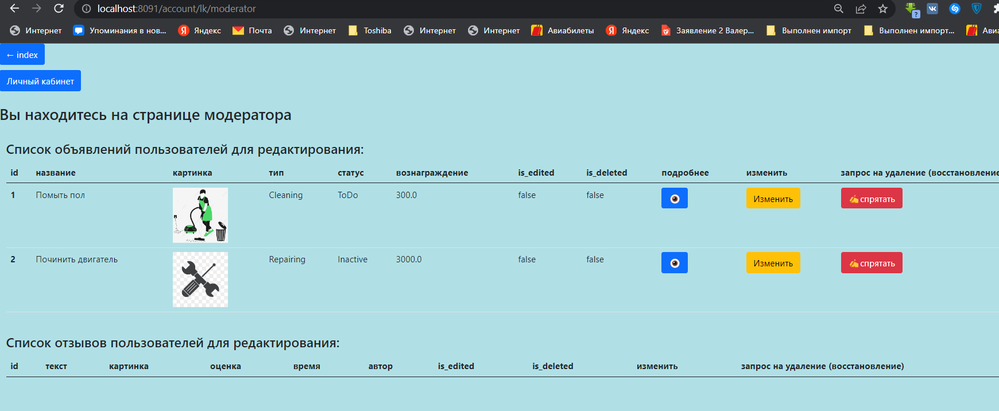 localhost:8091/account/lk/moderator
Интернет Упоминания в нов... Яндекс Почта Интернет Toshiba Интернет Интернет Авиабилеты Яндекс Заявление 2 Валер... Выполнен импорт Выполнен импорт... Авиа
← index
Личный кабинет
Вы находитесь на странице модератора
Список объявлений пользователей для редактирования:
id название картинка тип статус вознаграждение is_edited is_deleted подробнее изменить запрос на удаление (восстановление
1 Помыть пол Cleaning ToDo 300.0 false false Изменить спрятать
2 Починить двигатель Repairing Inactive 3000.0 false false Изменить спрятать
Список отзывов пользователей для редактирования:
id текст картинка оценка время автор is_edited is_deleted изменить запрос на удаление (восстановление)